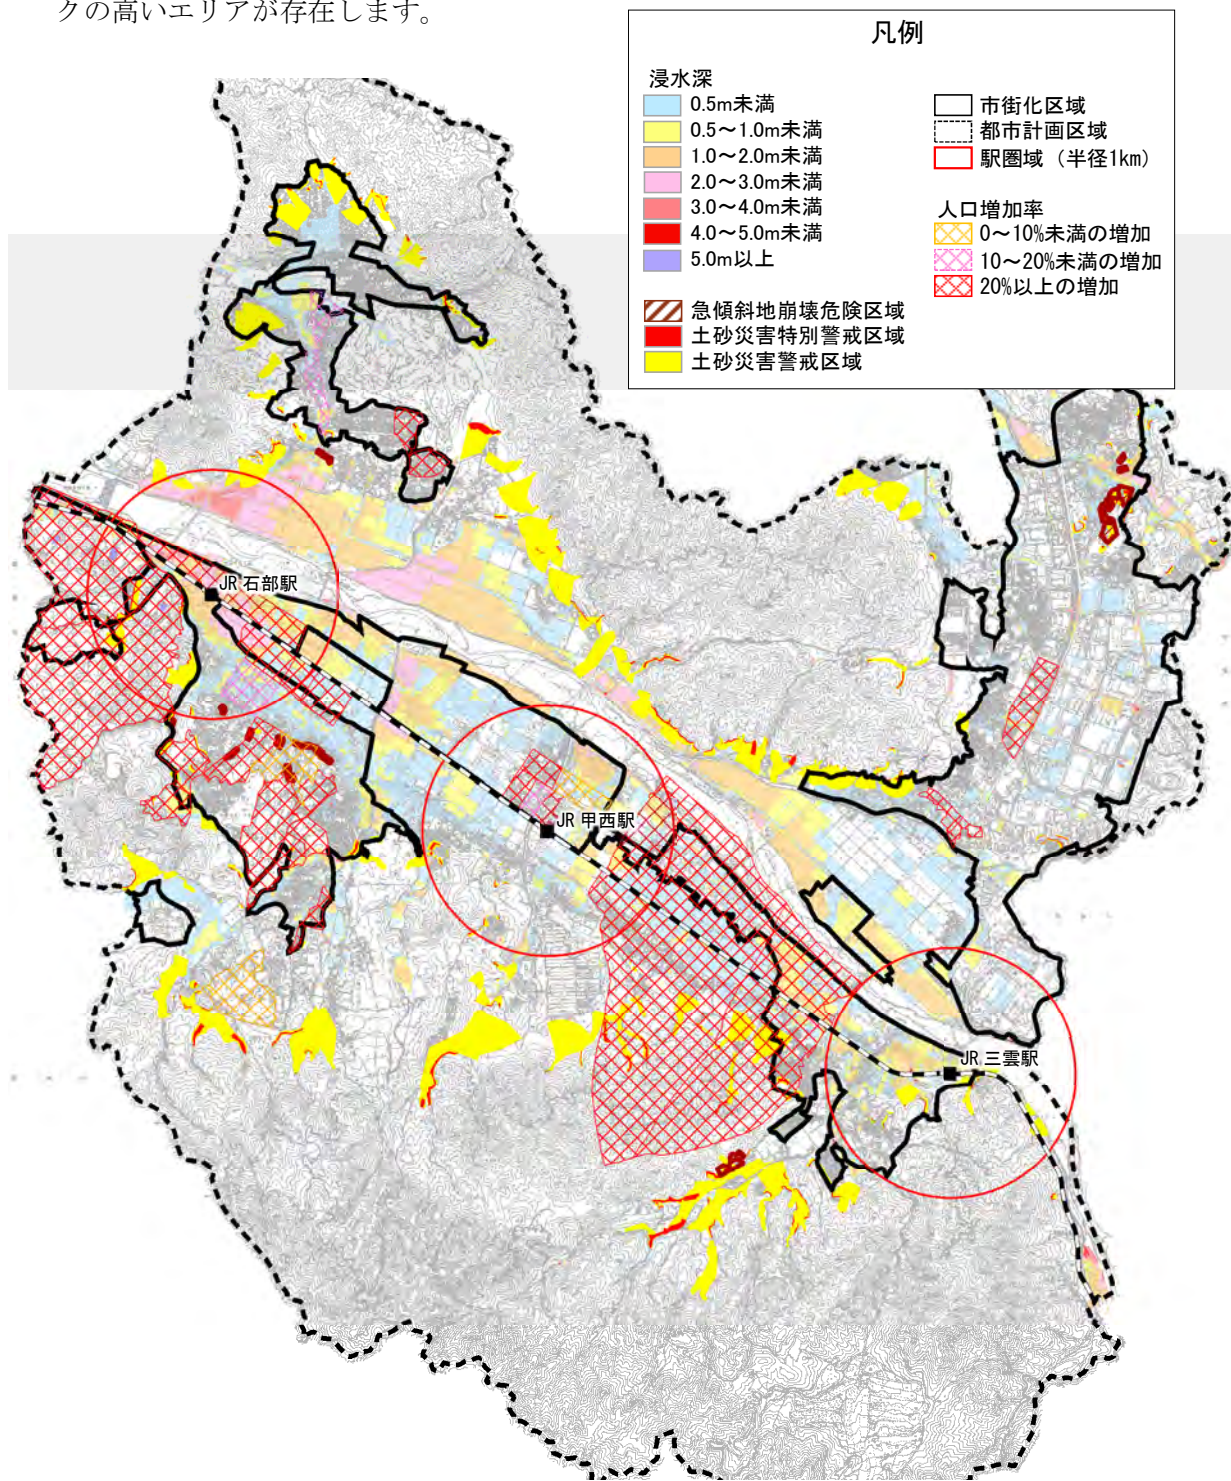 クの高いエリアが存在します。
凡例
浸水深
0.5m未満
0.5～1.0m未満
1.0～2.0m未満
2.0～3.0m未満
3.0～4.0m未満
4.0～5.0m未満
5.0m以上
急傾斜地崩壊危険区域
土砂災害特別警戒区域
土砂災害警戒区域
市街化区域
都市計画区域
駅圏域（半径1km）
人口増加率
0～10%未満の増加
10～20%未満の増加
20%以上の増加
JR 石部駅
JR 甲西駅
JR 三雲駅